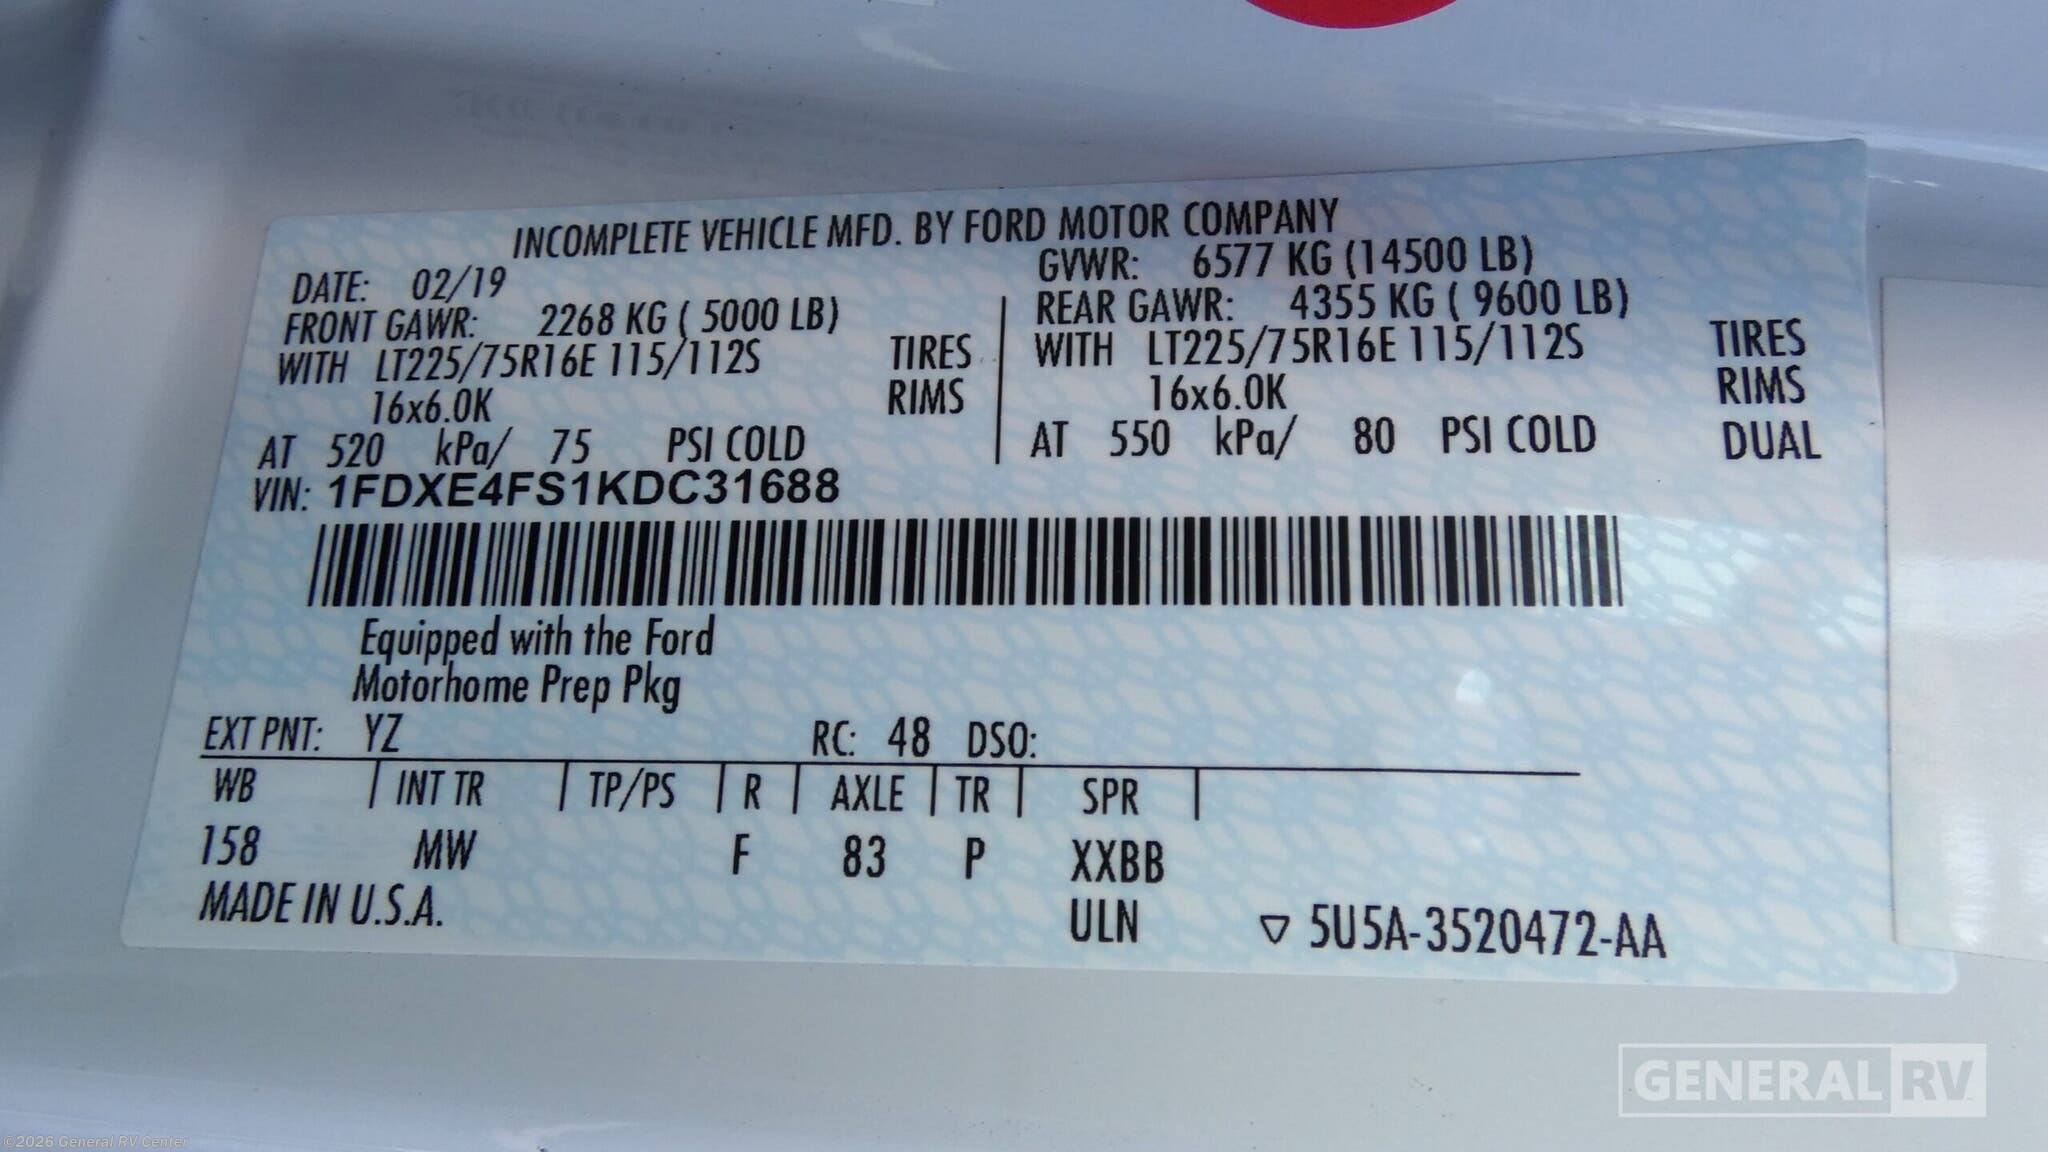 INCOMPLETE VEHICLE MFD. BY FORD MOTOR COMPANY
DATE: 02/19
GVWR: 6577 KG (14500 LB)
FRONT GAWR: 2268 KG ( 5000 LB)
REAR GAWR: 4355 KG ( 9600 LB)
WITH LT225/75R16E 115/112S TIRES
WITH LT225/75R16E 115/112S TIRES
16x6.0K RIMS
16x6.0K RIMS
AT 520 kPa/ 75 PSI COLD
AT 550 kPa/ 80 PSI COLD DUAL
VIN: 1FDXE4FS1KDC31688
Equipped with the Ford
Motorhome Prep Pkg
EXT PNT: YZ RC: 48 DSO:
WB | INT TR | TP/PS | R | AXLE | TR | SPR |
158 MW F 83 P XXBB
MADE IN U.S.A. ULN ▽ 5U5A-3520472-AA
GENERAL RV
©2026 General RV Center